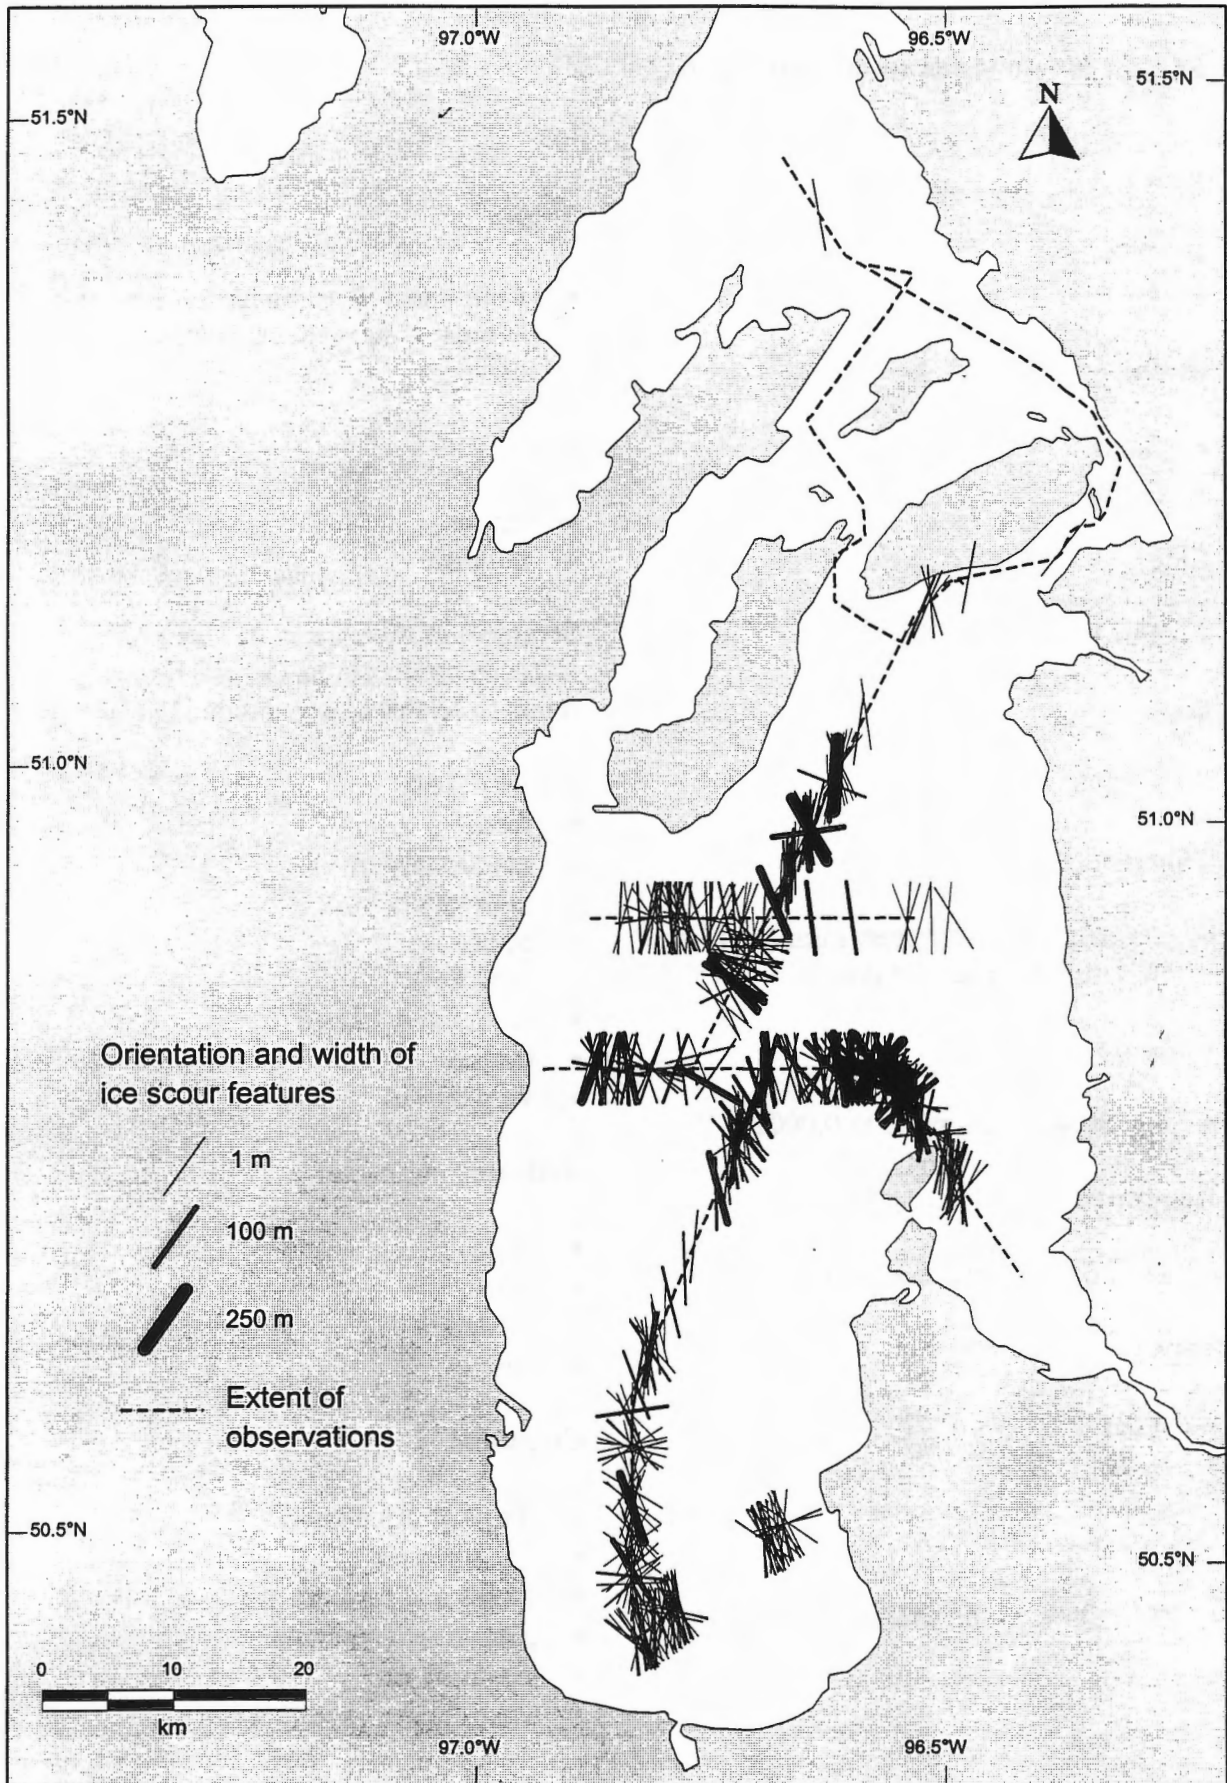 97.0°W
96.5°W
51.5°N
51.5°N
N
51.0°N
51.0°N
Orientation and width of
ice scour features
1 m
100 m
250 m
Extent of
observations
50.5°N
50.5°N
0 10 20
km
97.0°W
96.5°W